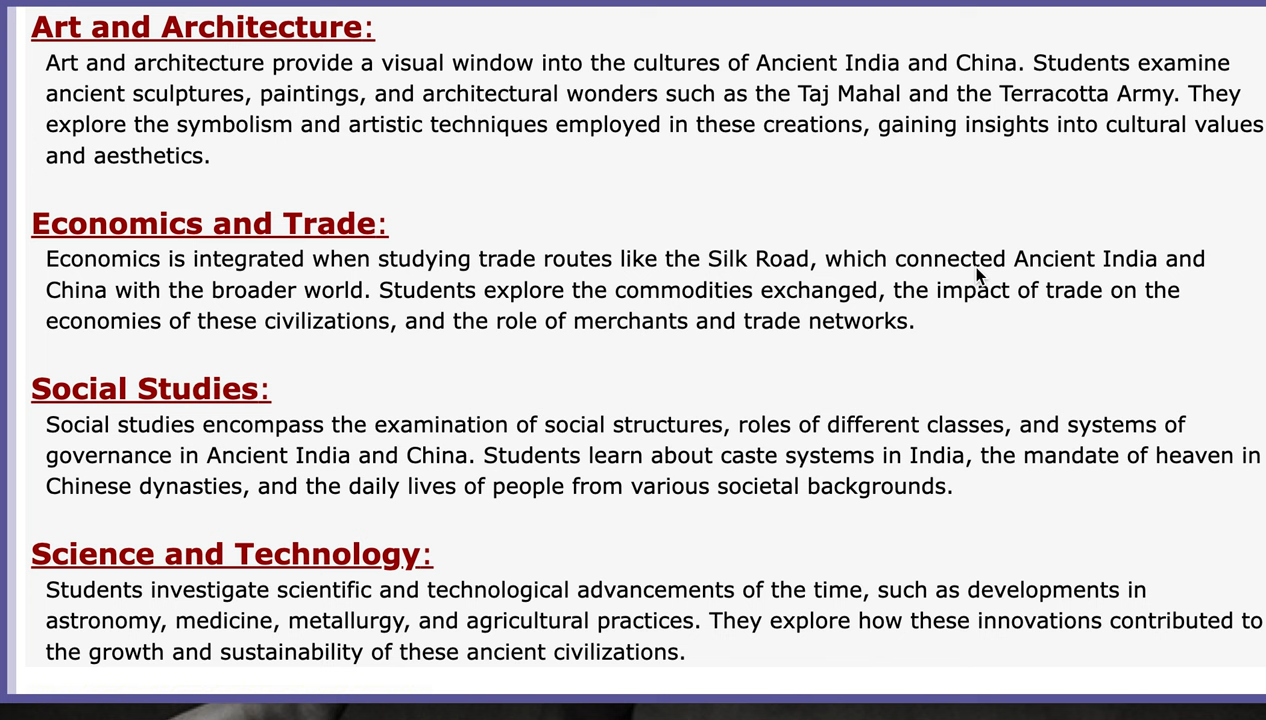 Art and Architecture:
Art and architecture provide a visual window into the cultures of Ancient India and China. Students examine
ancient sculptures, paintings, and architectural wonders such as the Taj Mahal and the Terracotta Army. They
explore the symbolism and artistic techniques employed in these creations, gaining insights into cultural values
and aesthetics.
Economics and Trade:
Economics is integrated when studying trade routes like the Silk Road, which connected Ancient India and
China with the broader world. Students explore the commodities exchanged, the impact of trade on the
economies of these civilizations, and the role of merchants and trade networks.
Social Studies:
Social studies encompass the examination of social structures, roles of different classes, and systems of
governance in Ancient India and China. Students learn about caste systems in India, the mandate of heaven in
Chinese dynasties, and the daily lives of people from various societal backgrounds.
Science and Technology:
Students investigate scientific and technological advancements of the time, such as developments in
astronomy, medicine, metallurgy, and agricultural practices. They explore how these innovations contributed to
the growth and sustainability of these ancient civilizations.